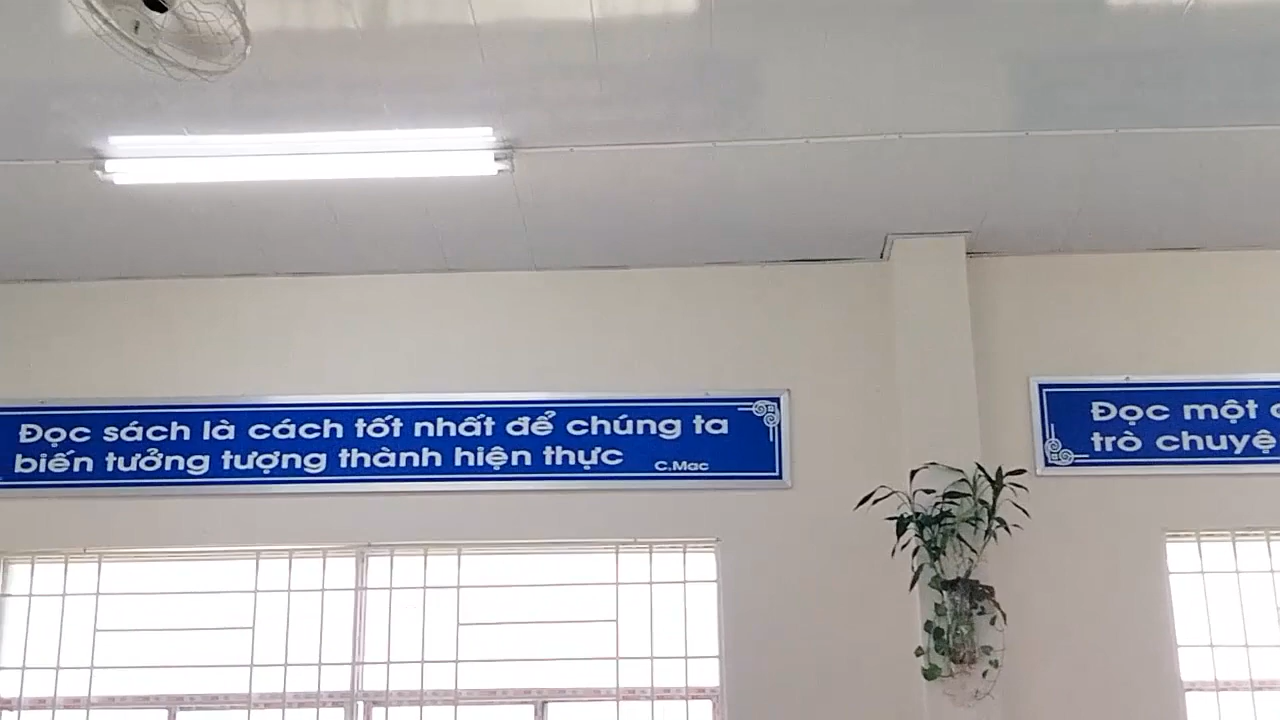 Đọc sách là cách tốt nhất để chúng ta
biến tưởng tượng thành hiện thực
C.Mac
Đọc một
trò chuyệ